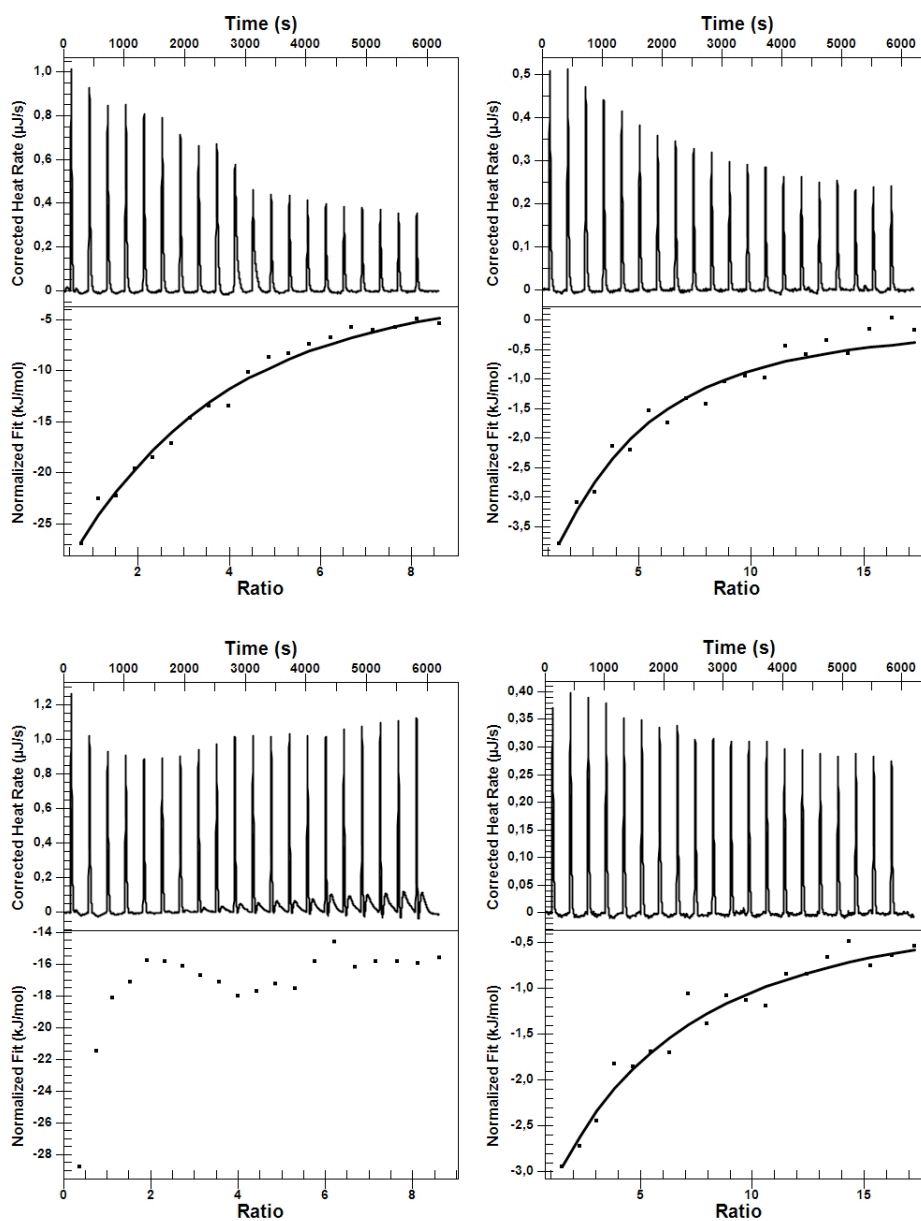 Time (s)
0 1000 2000 3000 4000 5000 6000
Corrected Heat Rate (µJ/s)
1,0
0,8
0,6
0,4
0,2
0
Normalized Fit (kJ/mol)
-5
-10
-15
-20
-25
2 4 6 8
Ratio
Time (s)
0 1000 2000 3000 4000 5000 6000
Corrected Heat Rate (µJ/s)
0,5
0,4
0,3
0,2
0,1
0
Normalized Fit (kJ/mol)
0
-0,5
-1,0
-1,5
-2,0
-2,5
-3,0
-3,5
5 10 15
Ratio
Time (s)
0 1000 2000 3000 4000 5000 6000
Corrected Heat Rate (µJ/s)
1,2
1,0
0,8
0,6
0,4
0,2
0
Normalized Fit (kJ/mol)
-14
-16
-18
-20
-22
-24
-26
-28
0 2 4 6 8
Ratio
Time (s)
0 1000 2000 3000 4000 5000 6000
Corrected Heat Rate (µJ/s)
0,40
0,35
0,30
0,25
0,20
0,15
0,10
0,05
0
Normalized Fit (kJ/mol)
-0,5
-1,0
-1,5
-2,0
-2,5
-3,0
5 10 15
Ratio